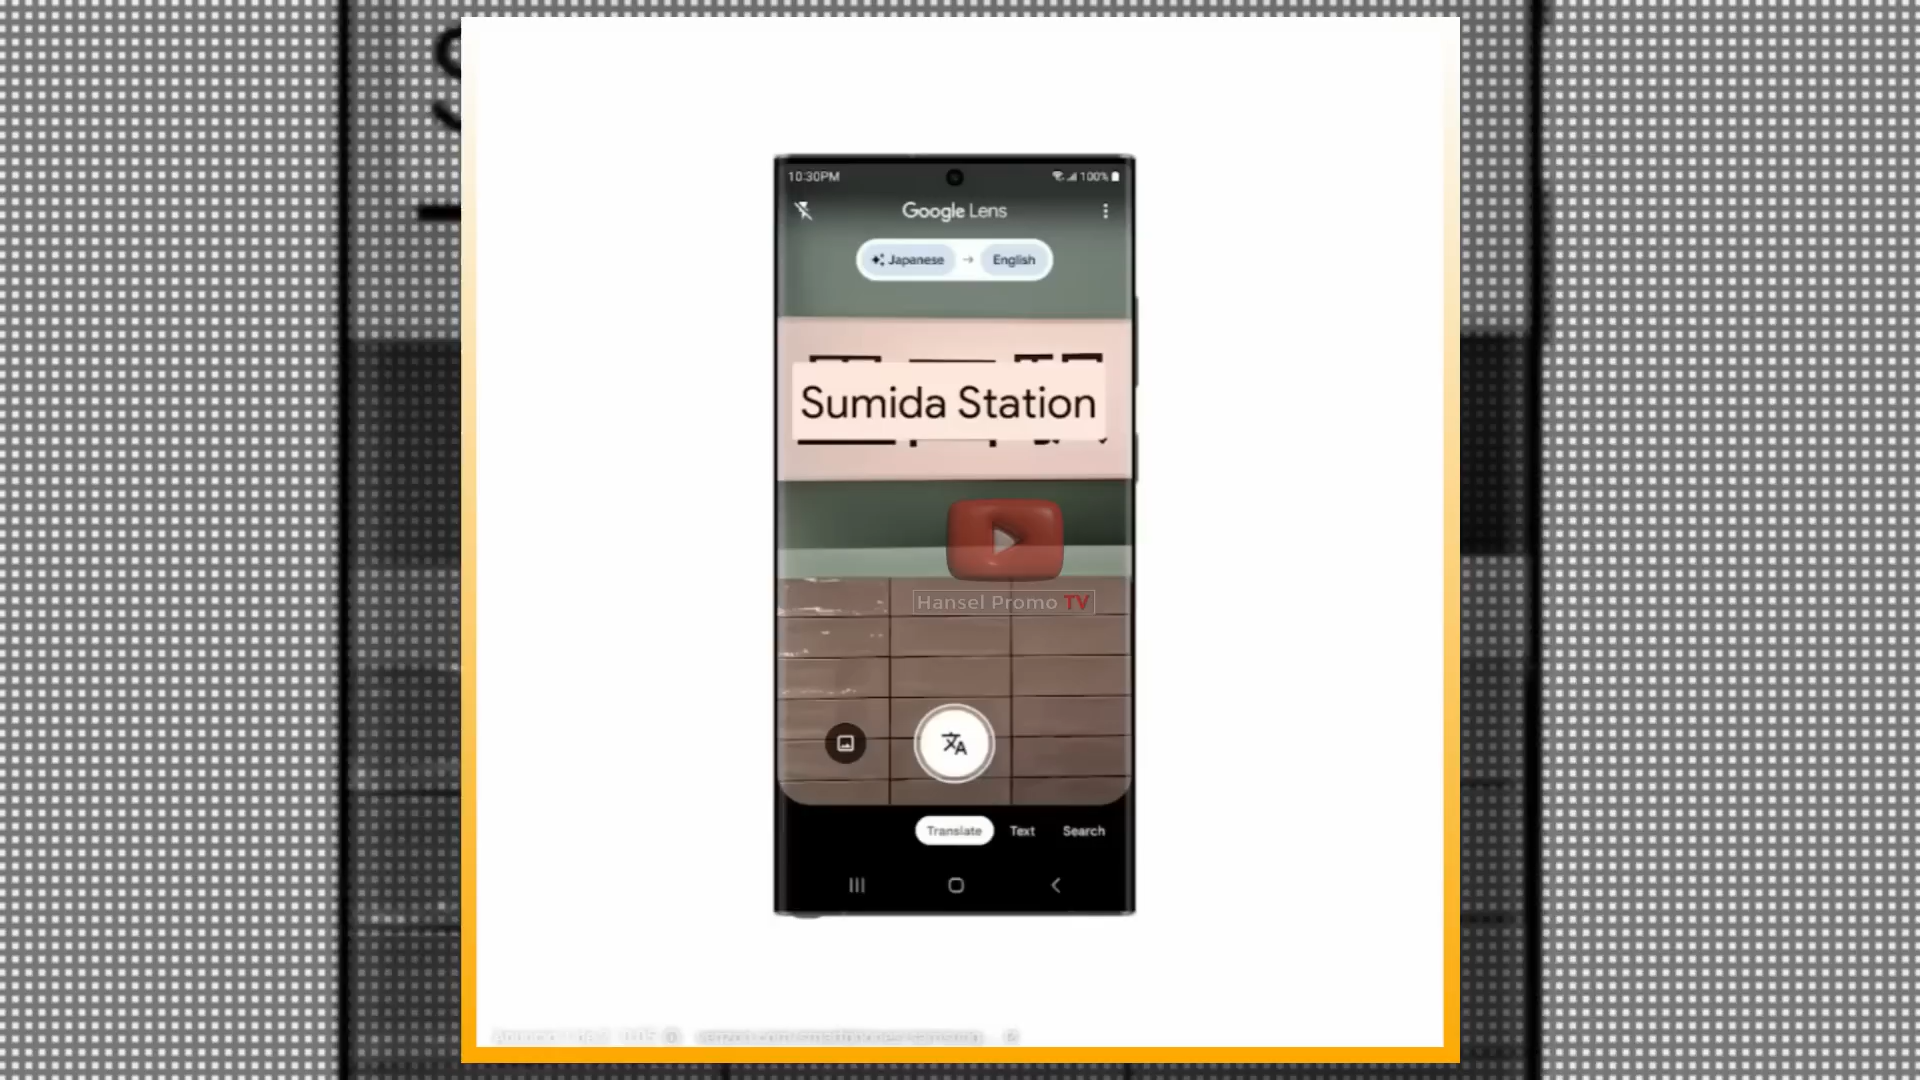 10:30PM
100%
Google Lens
Japanese → English
Sumida Station
Hansel Promo TV
Translate
Text
Search